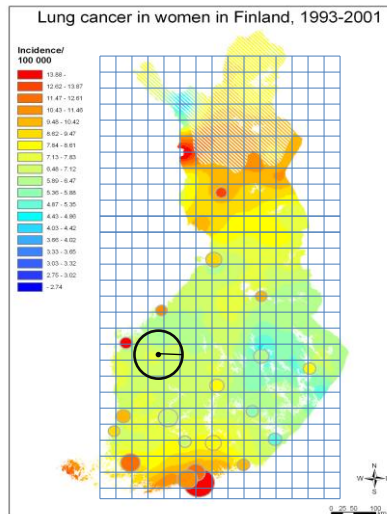 Lung cancer in women in Finland, 1993-2001
Incidence/
100 000
13.68 -
12.62 - 13.67
11.47 - 12.61
10.43 - 11.46
9.48 - 10.42
8.62 - 9.47
7.84 - 8.61
7.13 - 7.83
6.48 - 7.12
5.89 - 6.47
5.36 - 5.88
4.87 - 5.35
4.43 - 4.86
4.03 - 4.42
3.66 - 4.02
3.33 - 3.65
3.03 - 3.32
2.75 - 3.02
- 2.74
N
W
S
0 25 50 100